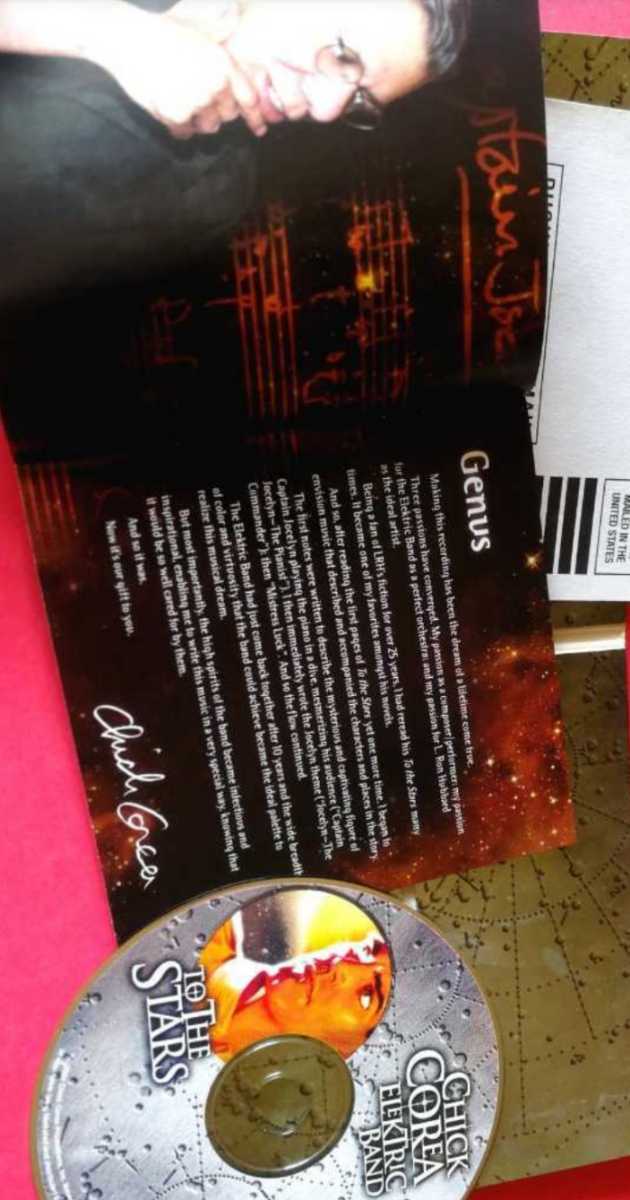 Genus
Making this recording has been the dream of a lifetime come true.
Three passions have converged. My passion as a composer/performer; my passion
for the Elektric Band as a perfect orchestra; and my passion for L. Ron Hubbard
as the ideal artist.
Being a fan of LRH's fiction for over 25 years, I had reread his To the Stars many
times. It become one of my favorites amongst his novels.
And so, after reading the first pages of To the Stars yet one more time, I began to
envision music that described and accompanied the characters and places in the story.
The first notes were written to describe the mysterious and captivating figure of
Captain Jocelyn playing the piano in a dive, mesmerizing his audience ("Captain
Jocelyn—The Pianist"). I then immediately wrote the Jocelyn theme ("Jocelyn—The
Commander"); then "Mistress Luck". And so the flow continued.
The Elektric Band had just come back together after 10 years and the wide breadth
of color and virtuosity that the band could achieve became the ideal palette to
realize this musical dream.
But most importantly, the high spirits of the band became infectious and
inspirational, enabling me to write this music in a very special way, knowing that
it would be so well cared for by them.
And so it was.
Now it's our gift to you.
Chick Corea
MAILED IN THE
UNITED STATES
CHICK
COREA
ELEKTRIC
BAND
TO THE
STARS